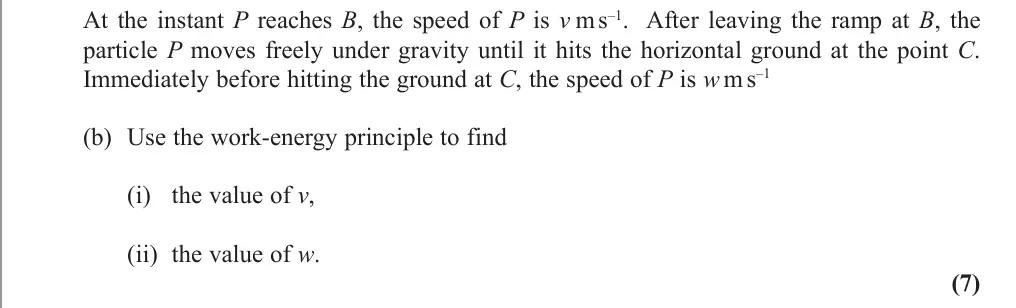 At the instant P reaches B, the speed of P is v m s⁻¹. After leaving the ramp at B, the
particle P moves freely under gravity until it hits the horizontal ground at the point C.
Immediately before hitting the ground at C, the speed of P is w m s⁻¹
(b) Use the work-energy principle to find
(i) the value of v,
(ii) the value of w.
(7)